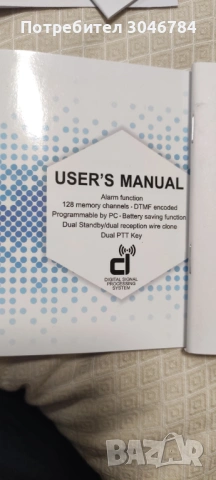 Потребител 3046784
USER'S MANUAL
Alarm function
128 memory channels - DTMF encoded
Programmable by PC - Battery saving function
Dual Standby/dual reception wire clone
Dual PTT Key
DIGITAL SIGNAL
PROCESSING
SYSTEM
bazar